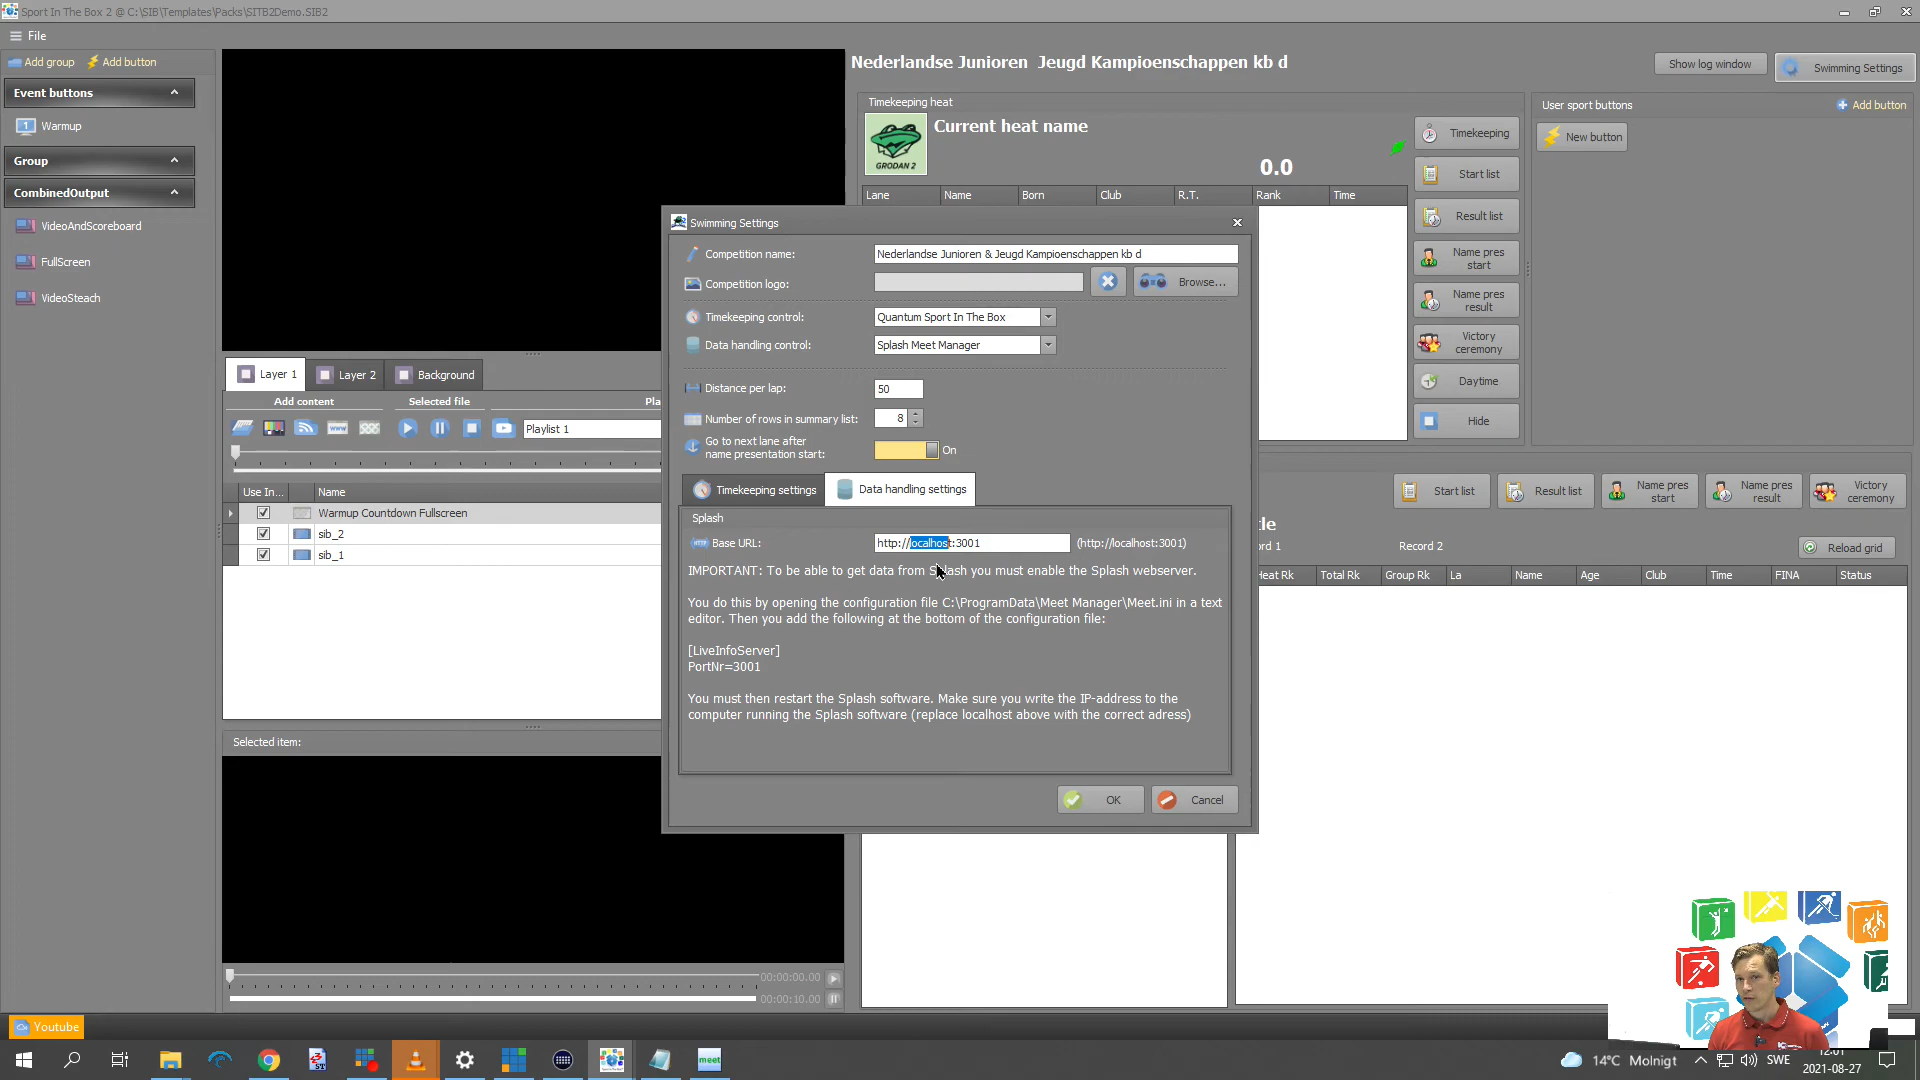 Sport In The Box 2 @ C:\SIB\Templates\Packs\SITB2Demo.SIB2
File
Add group
Add button
Event buttons
1
Warmup
Group
CombinedOutput
VideoAndScoreboard
FullScreen
VideoSteach
Layer 1
Layer 2
Background
Add content
Selected file
Pla
www
Playlist 1
Use In...
Name
Warmup Countdown Fullscreen
sib_2
sib_1
Selected item:
00:00:00.00
00:00:10.00
Nederlandse Junioren  Jeugd Kampioenschappen kb d
Show log window
Swimming Settings
Timekeeping heat
GRODAN 2
Current heat name
0.0
Lane
Name
Born
Club
R.T.
Rank
Time
Timekeeping
Start list
Result list
Name pres
start
Name pres
result
Victory
ceremony
Daytime
Hide
User sport buttons
Add button
New button
Swimming Settings
Competition name:
Nederlandse Junioren & Jeugd Kampioenschappen kb d
Competition logo:
Browse...
Timekeeping control:
Quantum Sport In The Box
Data handling control:
Splash Meet Manager
Distance per lap:
50
Number of rows in summary list:
8
Go to next lane after
name presentation start:
On
Timekeeping settings
Data handling settings
Splash
Base URL:
http://localhost:3001
(http://localhost:3001)
IMPORTANT: To be able to get data from Splash you must enable the Splash webserver.
You do this by opening the configuration file C:\ProgramData\Meet Manager\Meet.ini in a text
editor. Then you add the following at the bottom of the configuration file:
[LiveInfoServer]
PortNr=3001
You must then restart the Splash software. Make sure you write the IP-address to the
computer running the Splash software (replace localhost above with the correct adress)
OK
Cancel
Start list
Result list
Name pres
start
Name pres
result
Victory
ceremony
tle
ord 1
Record 2
Reload grid
Heat Rk
Total Rk
Group Rk
La
Name
Age
Club
Time
FINA
Status
Youtube
ST
meet
14°C Molnigt
SWE
12:01
2021-08-27